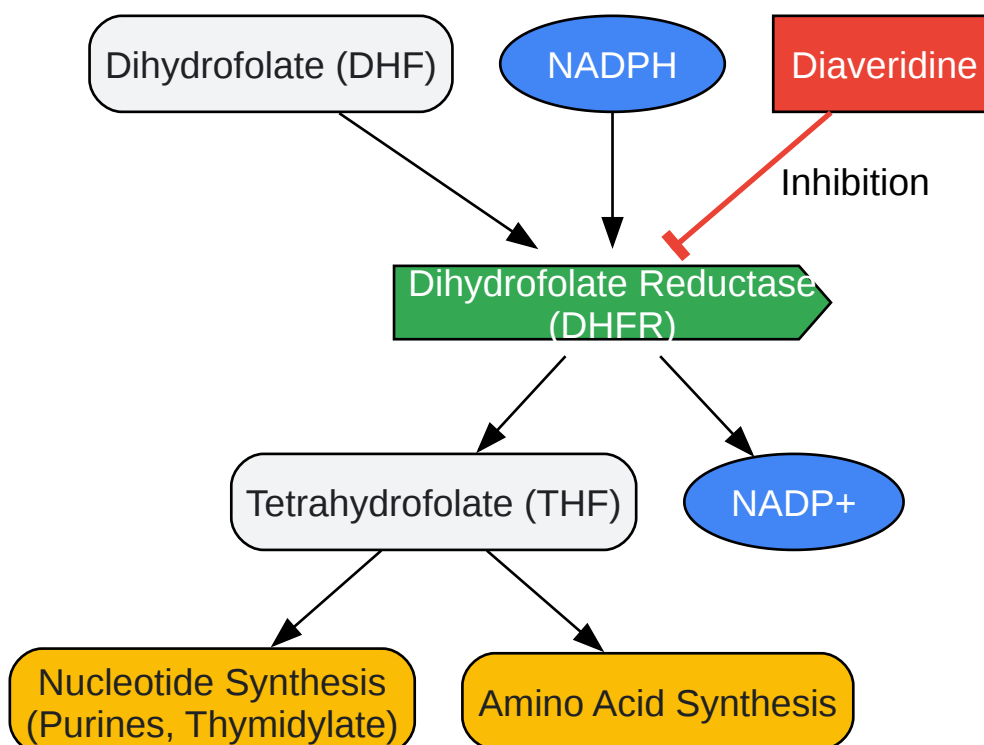 Dihydrofolate (DHF)
NADPH
Diaveridine
Inhibition
Dihydrofolate Reductase
(DHFR)
Tetrahydrofolate (THF)
NADP+
Nucleotide Synthesis
(Purines, Thymidylate)
Amino Acid Synthesis